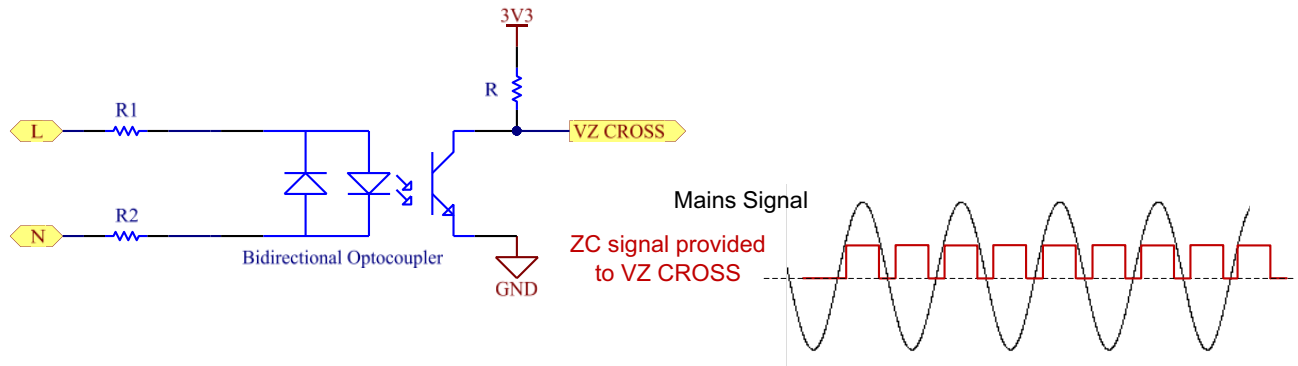 3V3
R
R1
L
VZ CROSS
R2
N
Bidirectional Optocoupler
GND
Mains Signal
ZC signal provided
to VZ CROSS